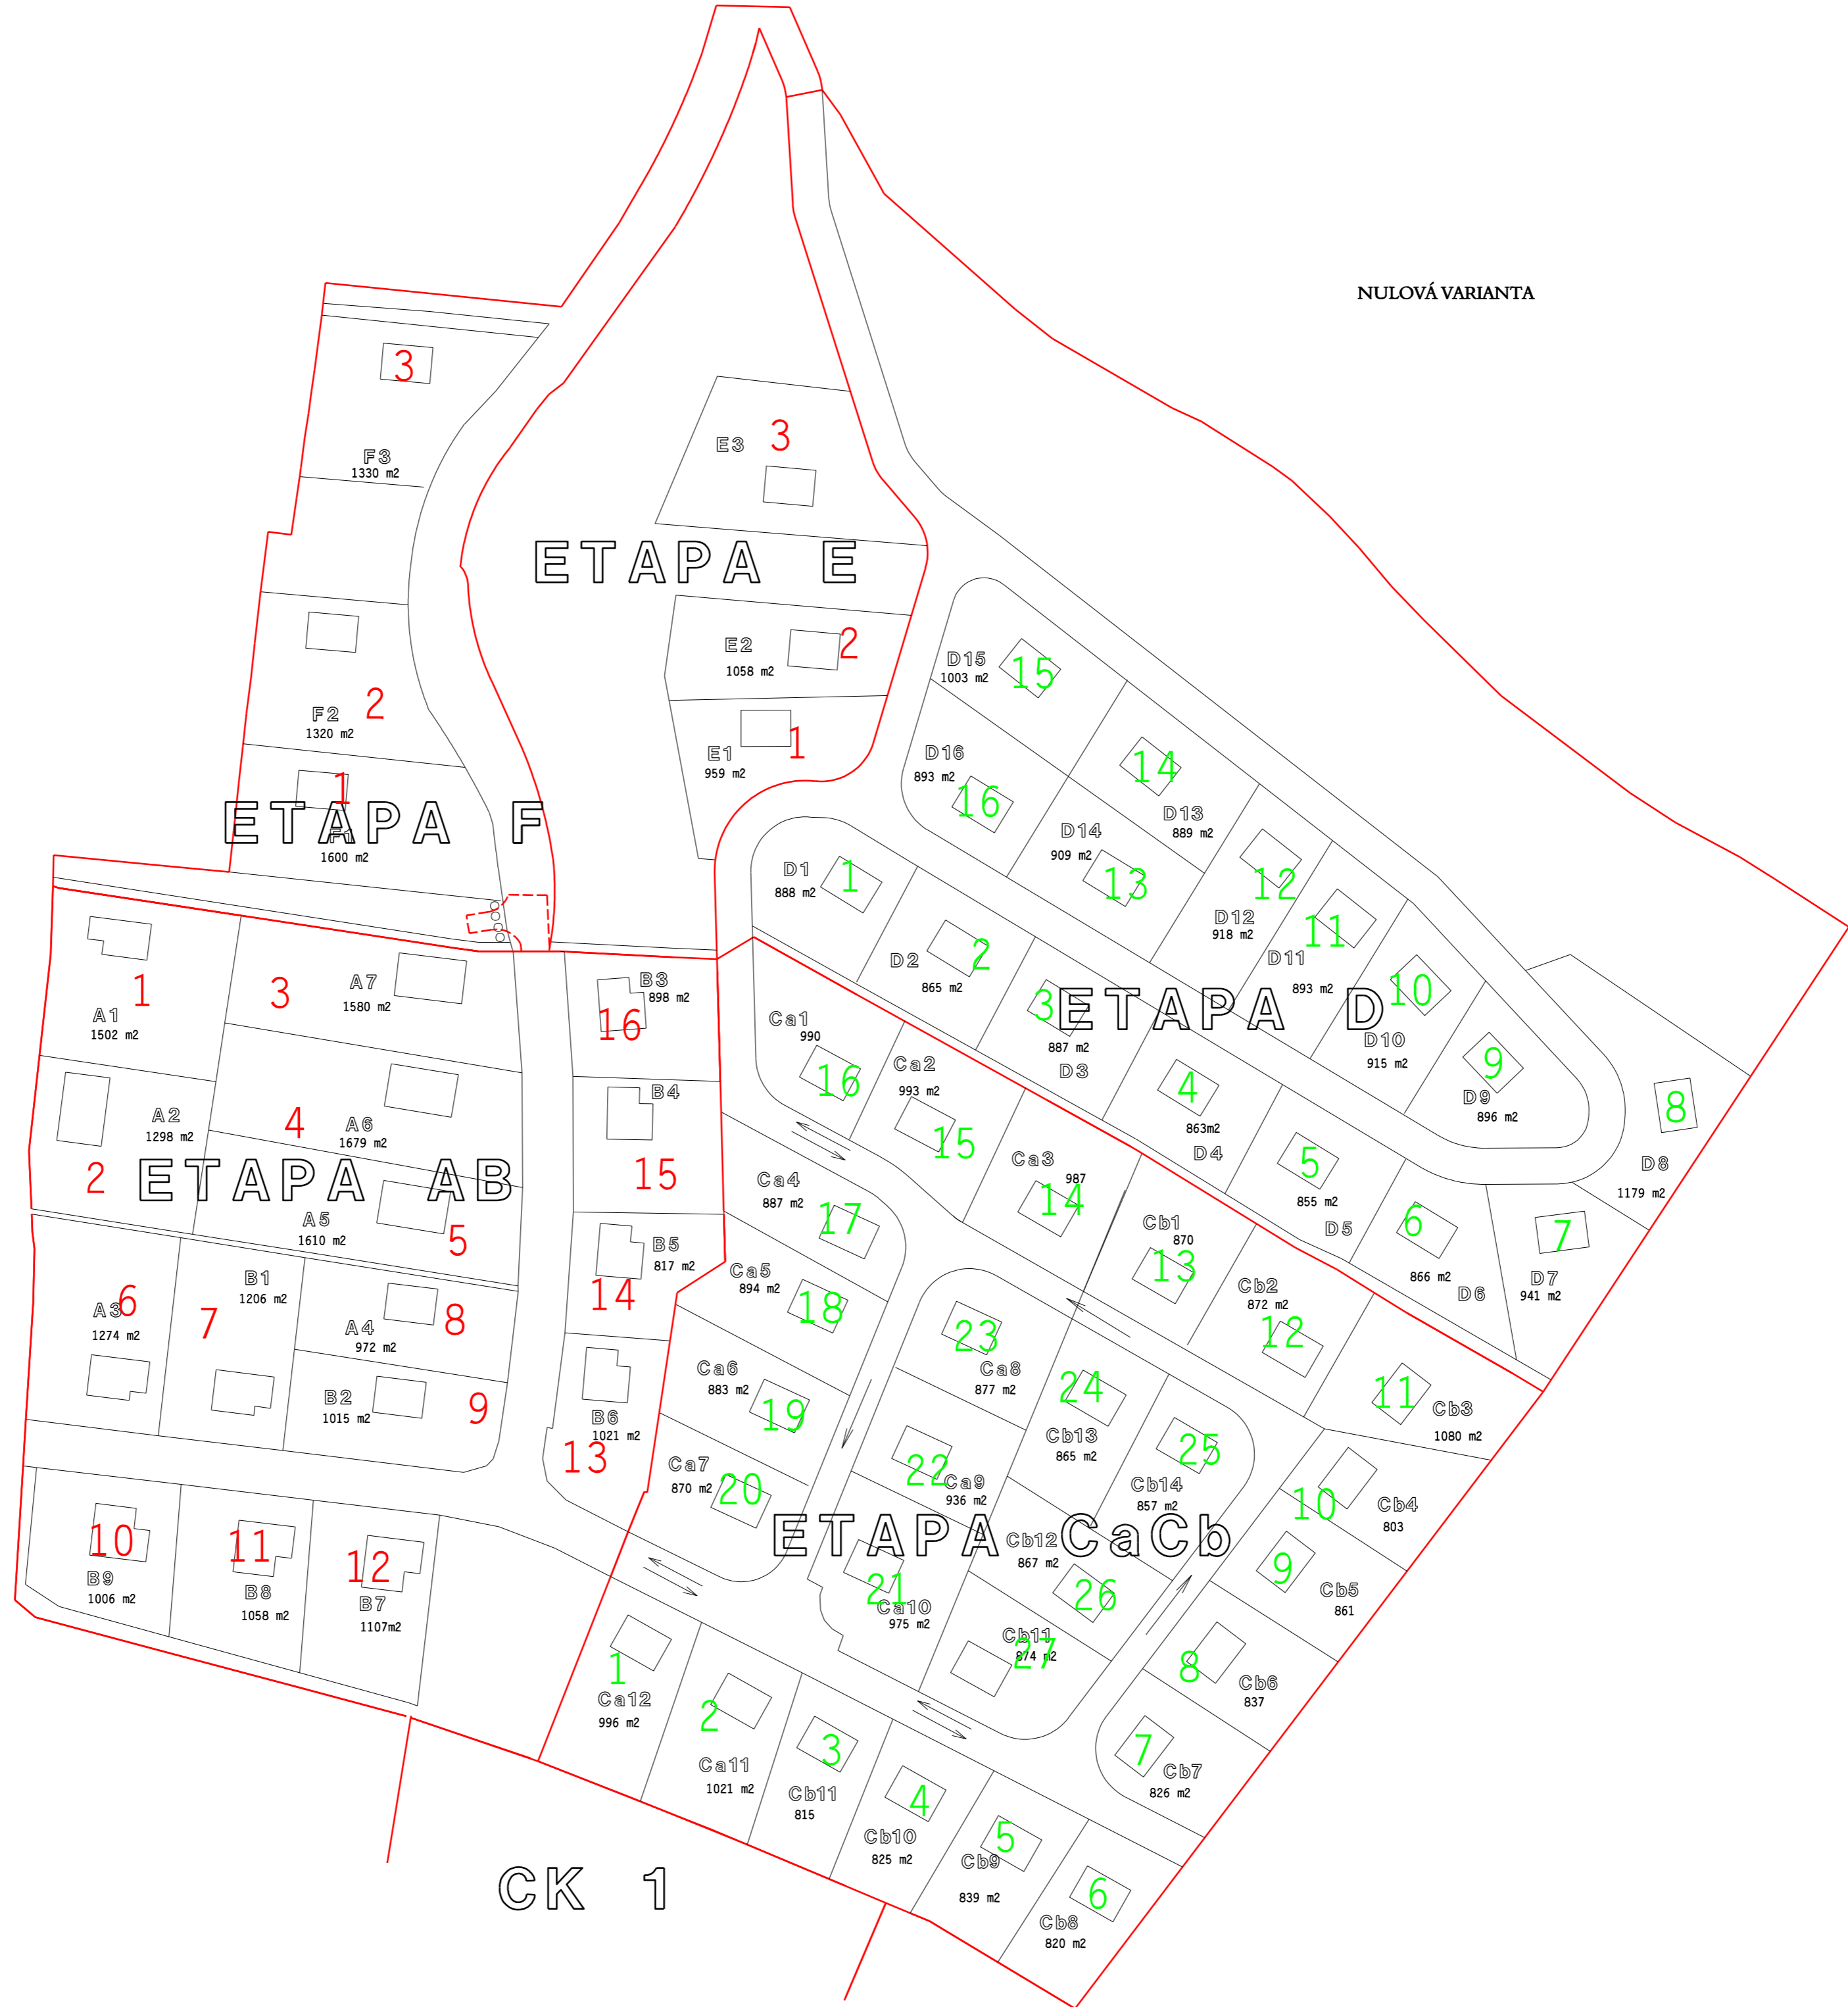 NULOVÁ VARIANTA
3
F3
1330 m2
E3
3
ETAPA E
E2
1058 m2
2
E1
959 m2
1
2
F2
1320 m2
1
ETAPA F
F1
1600 m2
D15
1003 m2
15
D16
893 m2
16
14
D13
889 m2
D14
909 m2
13
12
D12
918 m2
11
D11
893 m2
10
D10
915 m2
9
D9
896 m2
D1
888 m2
1
D2
865 m2
2
3
887 m2
D3
ETAPA D
4
863m2
D4
5
855 m2
D5
6
866 m2
D6
7
D7
941 m2
8
D8
1179 m2
1
A1
1502 m2
3
A7
1580 m2
A2
1298 m2
2
4
A6
1679 m2
ETAPA AB
A5
1610 m2
5
6
A3
1274 m2
B1
1206 m2
7
A4
972 m2
8
B2
1015 m2
9
B3
898 m2
16
B4
15
B5
817 m2
14
B6
1021 m2
13
10
B9
1006 m2
11
B8
1058 m2
12
B7
1107m2
Ca1
990
16
Ca2
993 m2
15
Ca3
987
14
Ca4
887 m2
17
Ca5
894 m2
18
Ca6
883 m2
19
Ca7
870 m2
20
23
Ca8
877 m2
22
Ca9
936 m2
21
Ca10
975 m2
ETAPA CaCb
Cb1
870
13
Cb2
872 m2
12
11
Cb3
1080 m2
24
Cb13
865 m2
25
Cb14
857 m2
10
Cb4
803
Cb12
867 m2
26
9
Cb5
861
Cb11
874 m2
27
8
Cb6
837
7
Cb7
826 m2
1
Ca12
996 m2
2
Ca11
1021 m2
3
Cb11
815
4
Cb10
825 m2
5
Cb9
839 m2
6
Cb8
820 m2
CK 1